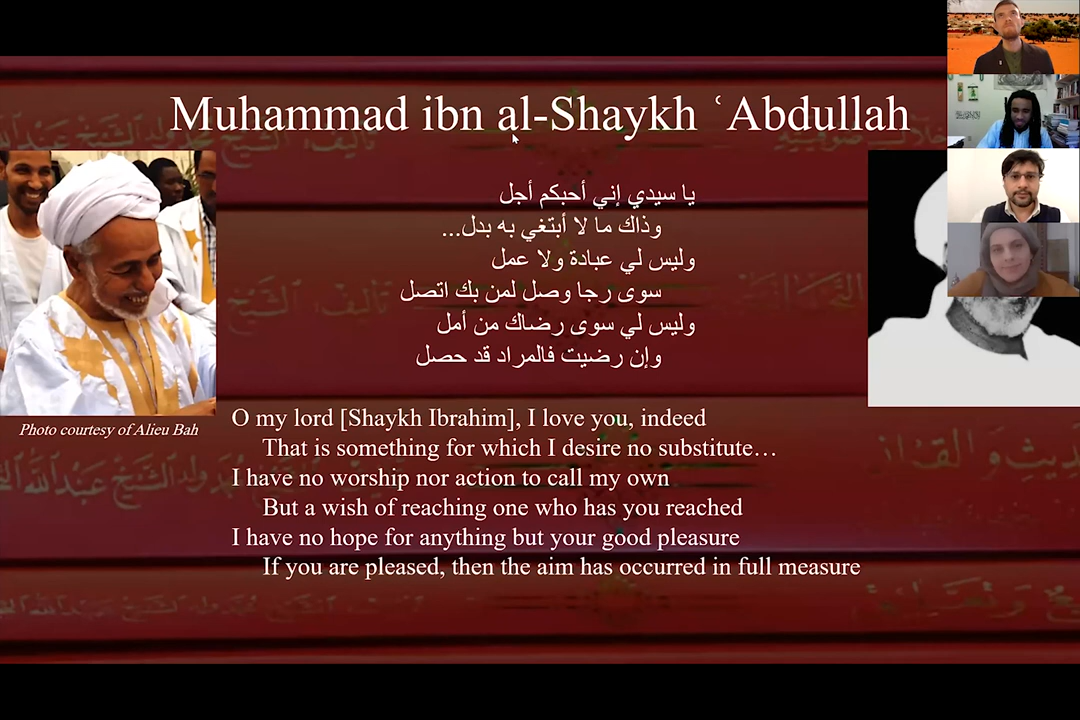 Muhammad ibn al-Shaykh ʿAbdullah
يا سيدي إني أحبكم أجل
وذاك ما لا أبتغي به بدل...
وليس لي عبادة ولا عمل
سوى رجا وصل لمن بك اتصل
وليس لي سوى رضاك من أمل
وإن رضيت فالمراد قد حصل
Photo courtesy of Alieu Bah
O my lord [Shaykh Ibrahim], I love you, indeed
That is something for which I desire no substitute…
I have no worship nor action to call my own
But a wish of reaching one who has you reached
I have no hope for anything but your good pleasure
If you are pleased, then the aim has occurred in full measure